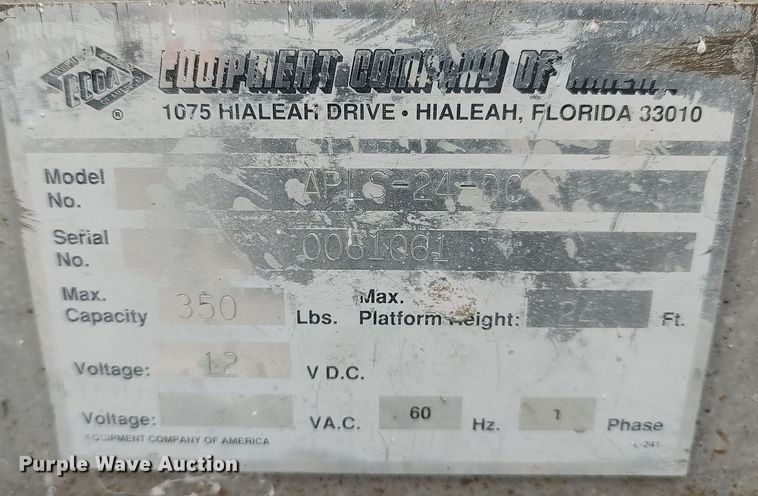 ECOA
®
EQUIPMENT COMPANY OF
1075 HIALEAH DRIVE • HIALEAH, FLORIDA 33010
Model No. APLS-24-DC
Serial No. 0061061
Max. Capacity 350 Lbs. Max. Platform Height: 24 Ft.
Voltage: 12 V D.C.
Voltage: V A.C. 60 Hz. 1 Phase
EQUIPMENT COMPANY OF AMERICA
L-241
Purple Wave Auction